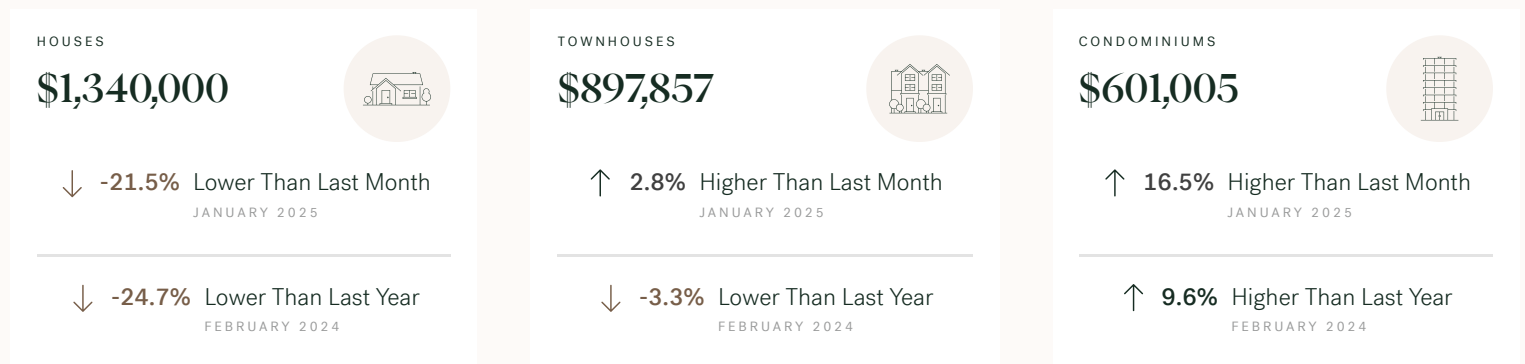 HOUSES
$1,340,000
-21.5% Lower Than Last Month
JANUARY 2025
-24.7% Lower Than Last Year
FEBRUARY 2024
TOWNHOUSES
$897,857
2.8% Higher Than Last Month
JANUARY 2025
-3.3% Lower Than Last Year
FEBRUARY 2024
CONDOMINIUMS
$601,005
16.5% Higher Than Last Month
JANUARY 2025
9.6% Higher Than Last Year
FEBRUARY 2024